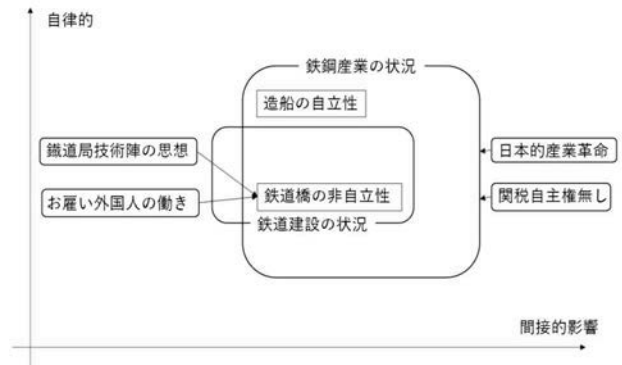 自律的
鉄鋼産業の状況
造船の自立性
鐵道局技術陣の思想
日本的産業革命
お雇い外国人の働き
鉄道橋の非自立性
関税自主権無し
鉄道建設の状況
間接的影響